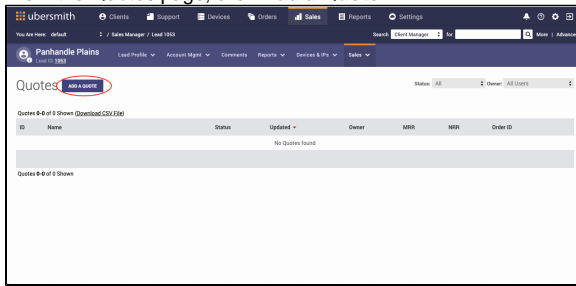 ubersmith Clients Support Devices Orders Sales Reports Settings
You Are Here: default / Sales Manager / Lead 1053 Search Client Manager for More | Advance
Panhandle Plains
Lead ID: 1053
Lead Profile Account Mgmt Comments Reports Devices & IPs Sales
Quotes ADD A QUOTE Status: All Owner: All Users
Quotes 0-0 of 0 Shown (Download CSV File)
ID Name Status Updated Owner MRR NRR Order ID
No Quotes found
Quotes 0-0 of 0 Shown